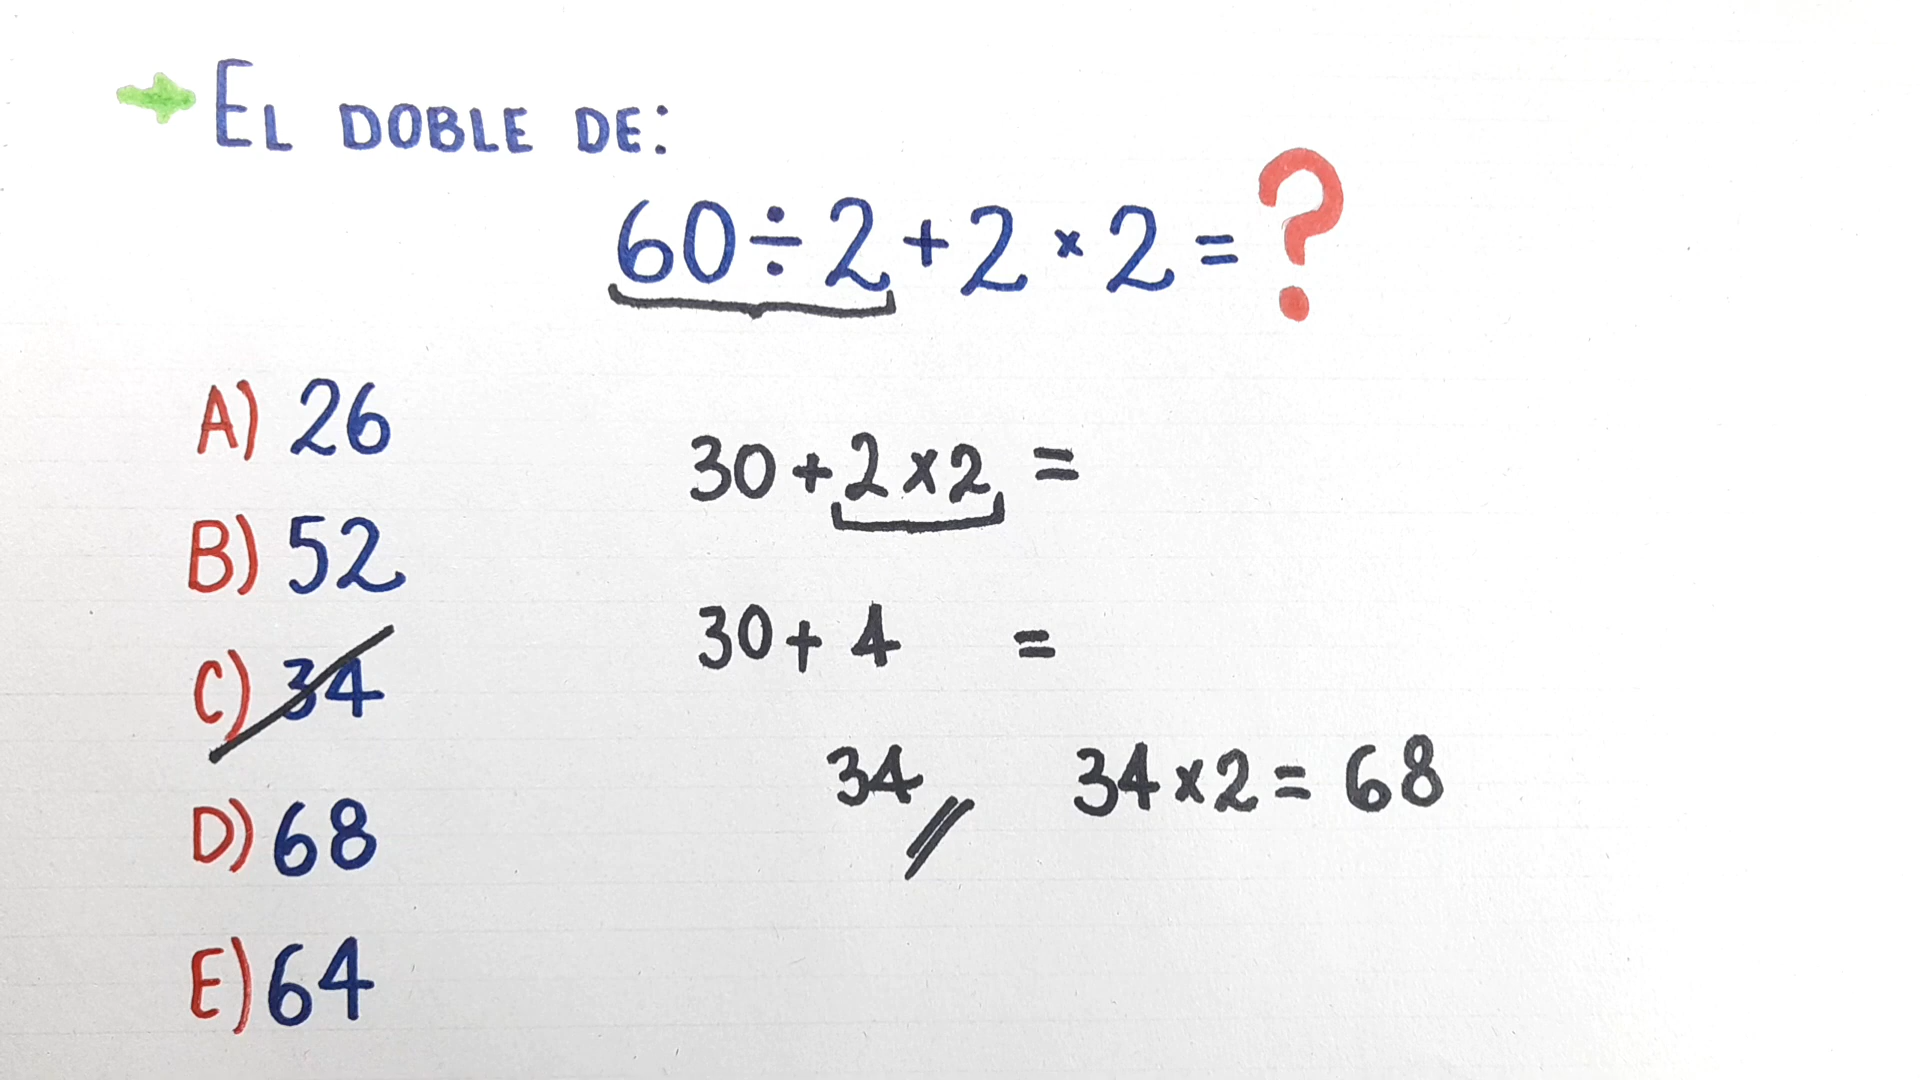 EL DOBLE DE:
60÷2+2×2=?
A) 26
B) 52
C) 34
D) 68
E) 64
30+2×2=
30+4 =
34 34×2=68